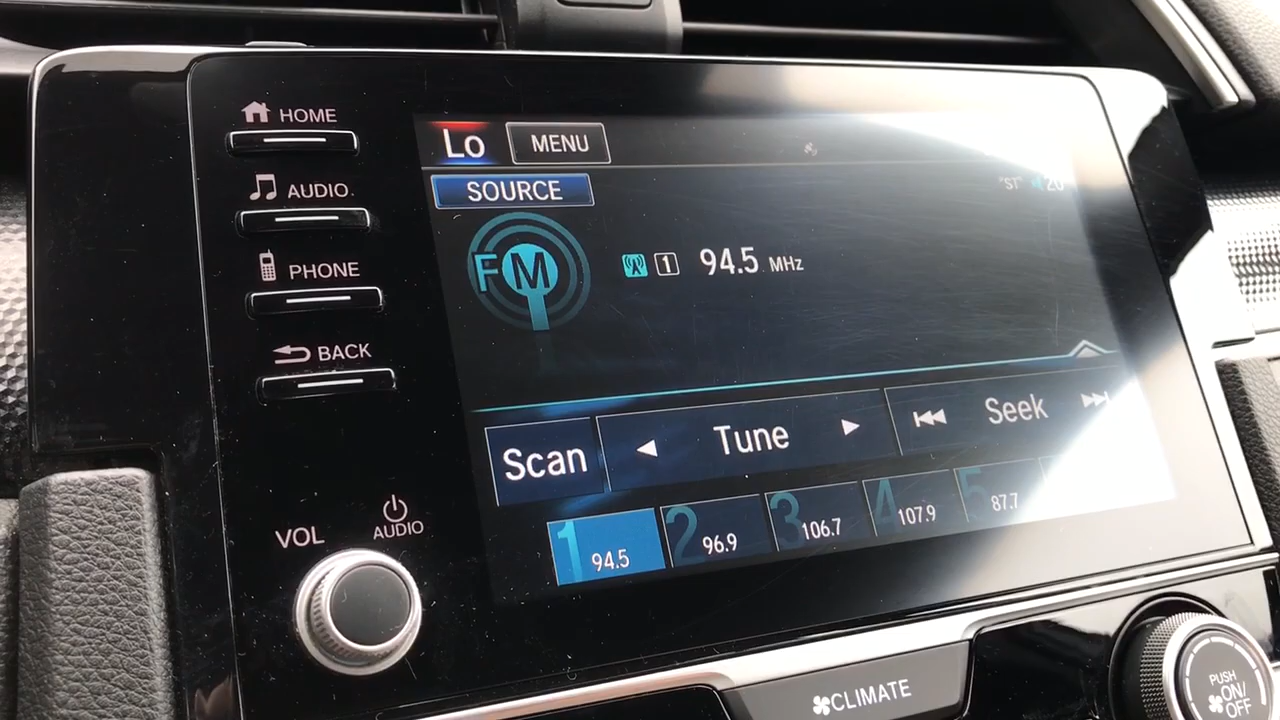 HOME
AUDIO
PHONE
BACK
VOL
AUDIO
Lo MENU
SOURCE
"ST" 20
FM 1 94.5 MHz
Scan Tune Seek
1 94.5 2 96.9 3 106.7 4 107.9 5 87.7
CLIMATE
PUSH
ON/
OFF